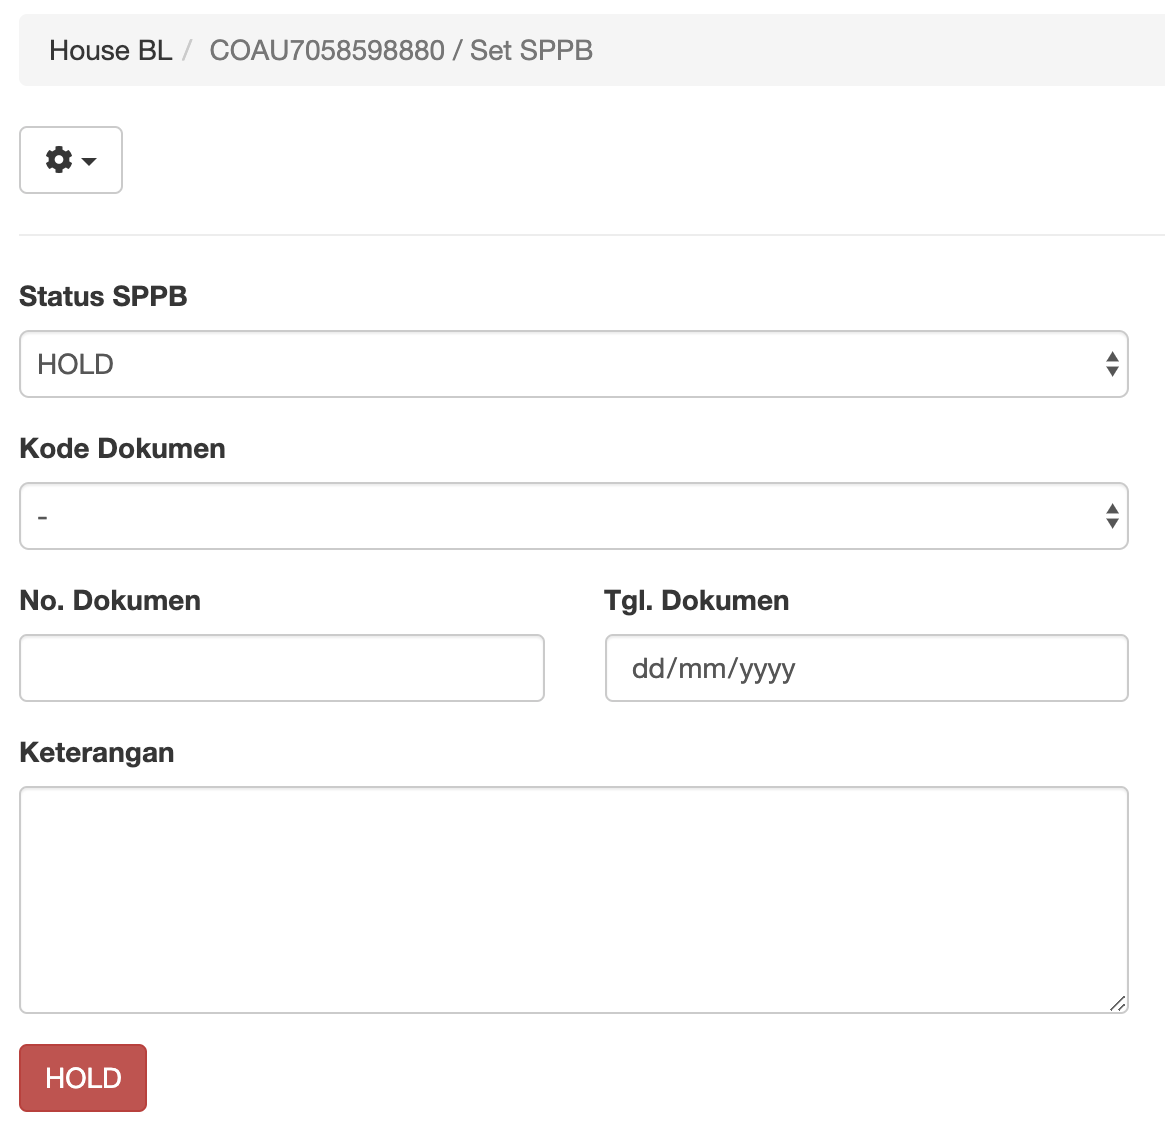 House BL / COAU7058598880 / Set SPPB
Status SPPB
HOLD
Kode Dokumen
-
No. Dokumen Tgl. Dokumen
dd/mm/yyyy
Keterangan
HOLD